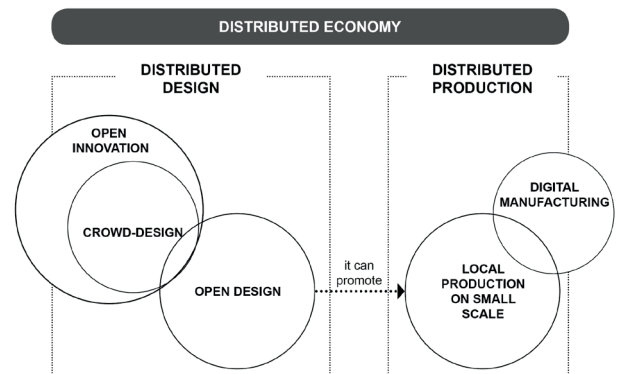 DISTRIBUTED ECONOMY
DISTRIBUTED
DESIGN
DISTRIBUTED
PRODUCTION
OPEN
INNOVATION
CROWD-DESIGN
OPEN DESIGN
it can
promote
DIGITAL
MANUFACTURING
LOCAL
PRODUCTION
ON SMALL
SCALE